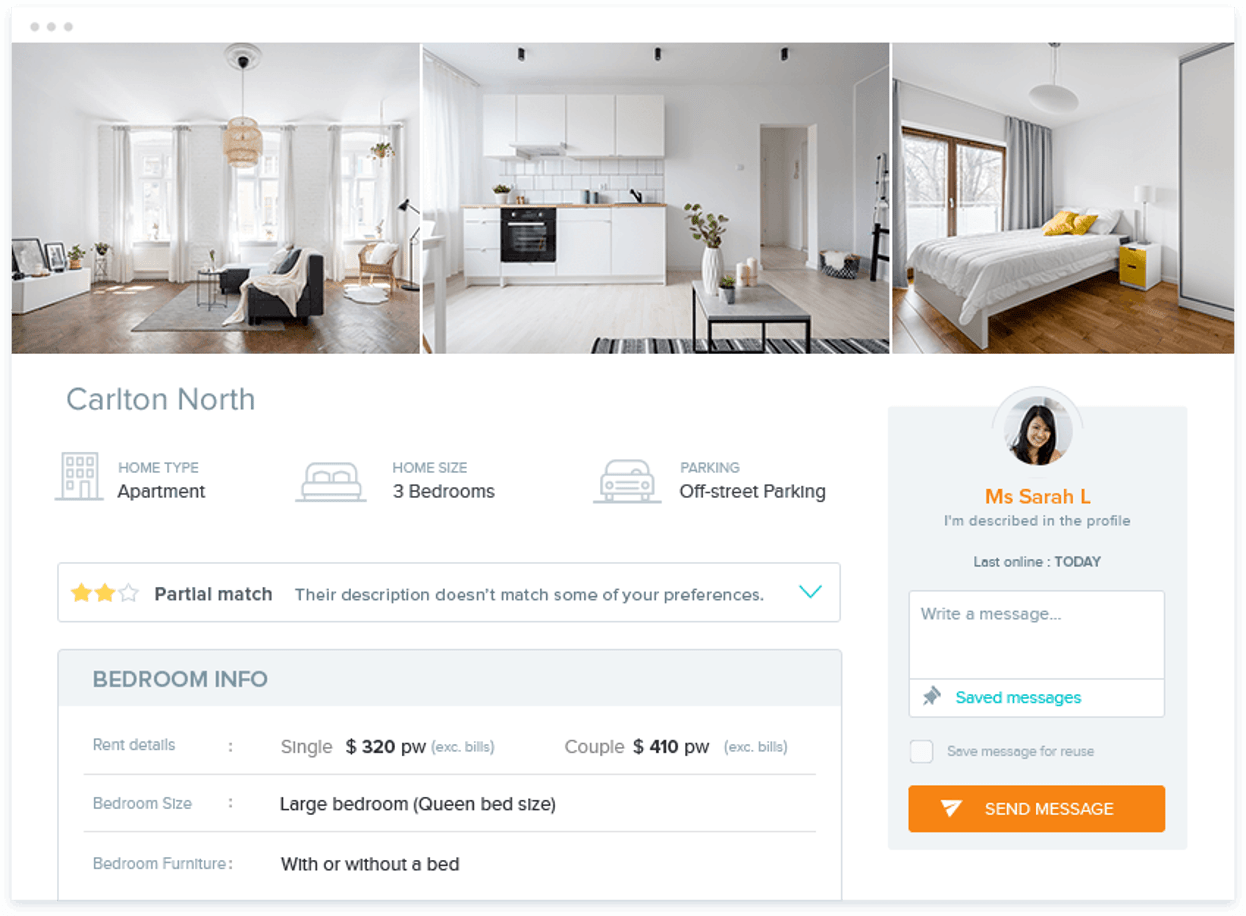 Carlton North
HOME TYPE
Apartment
HOME SIZE
3 Bedrooms
PARKING
Off-street Parking
Partial match Their description doesn't match some of your preferences.
BEDROOM INFO
Rent details : Single $ 320 pw (exc. bills) Couple $ 410 pw (exc. bills)
Bedroom Size : Large bedroom (Queen bed size)
Bedroom Furniture : With or without a bed
Ms Sarah L
I'm described in the profile
Last online : TODAY
Write a message...
Saved messages
Save message for reuse
SEND MESSAGE